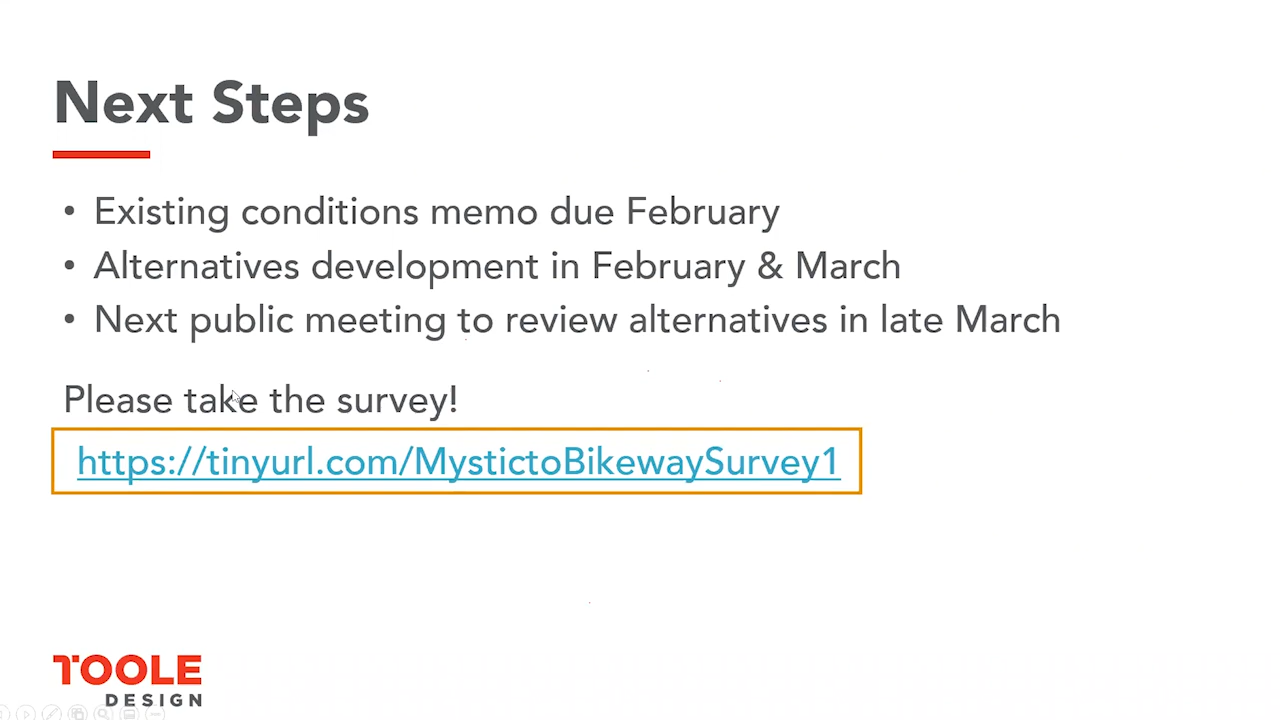 Next Steps
• Existing conditions memo due February
• Alternatives development in February & March
• Next public meeting to review alternatives in late March
Please take the survey!
https://tinyurl.com/MystictoBikewaySurvey1
TOOLE
DESIGN